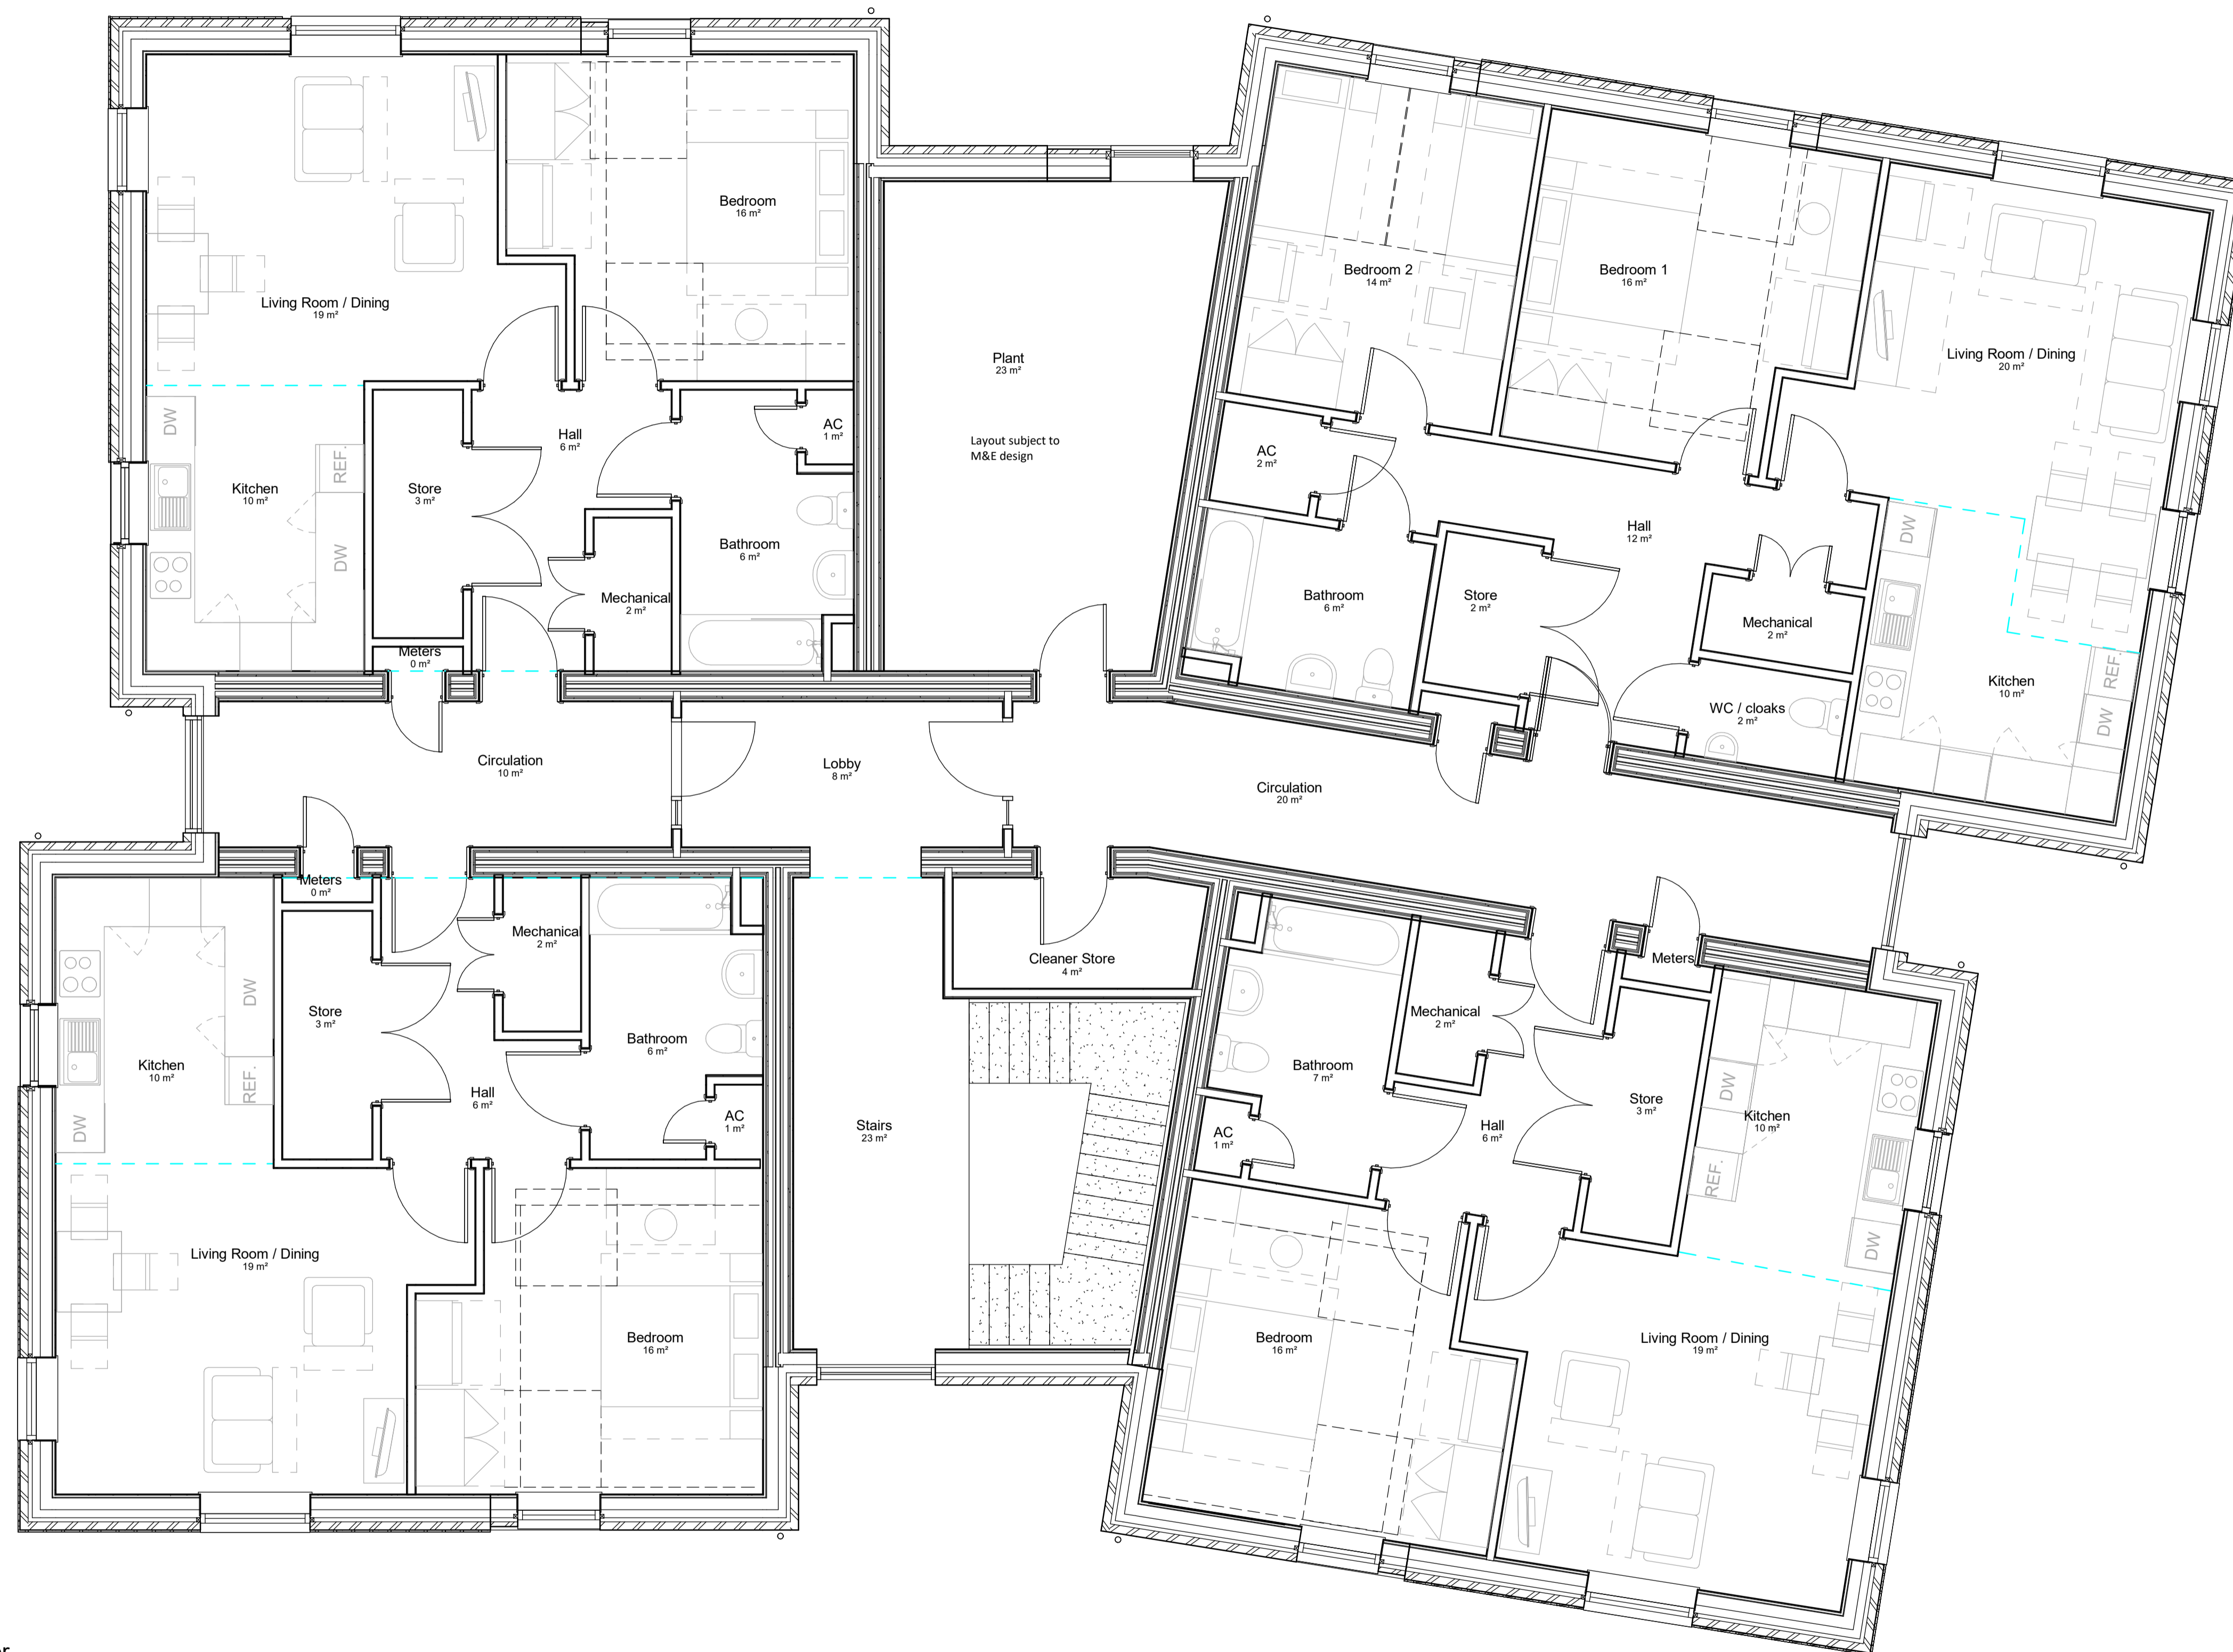 Living Room / Dining
19 m²
Bedroom
16 m²
Kitchen
10 m²
DW
REF.
DW
Store
3 m²
Hall
6 m²
AC
1 m²
Bathroom
6 m²
Mechanical
2 m²
Meters
0 m²
Plant
23 m²
Layout subject to
M&E design
Bedroom 2
14 m²
Bedroom 1
16 m²
Living Room / Dining
20 m²
AC
2 m²
Hall
12 m²
Bathroom
6 m²
Store
2 m²
Mechanical
2 m²
WC / cloaks
2 m²
DW
Kitchen
10 m²
REF.
DW
Circulation
10 m²
Lobby
8 m²
Circulation
20 m²
Meters
0 m²
Mechanical
2 m²
Store
3 m²
Kitchen
10 m²
DW
REF.
DW
Bathroom
6 m²
Hall
6 m²
AC
1 m²
Living Room / Dining
19 m²
Bedroom
16 m²
Stairs
23 m²
Cleaner Store
4 m²
Meters
Mechanical
2 m²
Bathroom
7 m²
AC
1 m²
Hall
6 m²
Store
3 m²
Kitchen
10 m²
DW
REF.
DW
Bedroom
16 m²
Living Room / Dining
19 m²